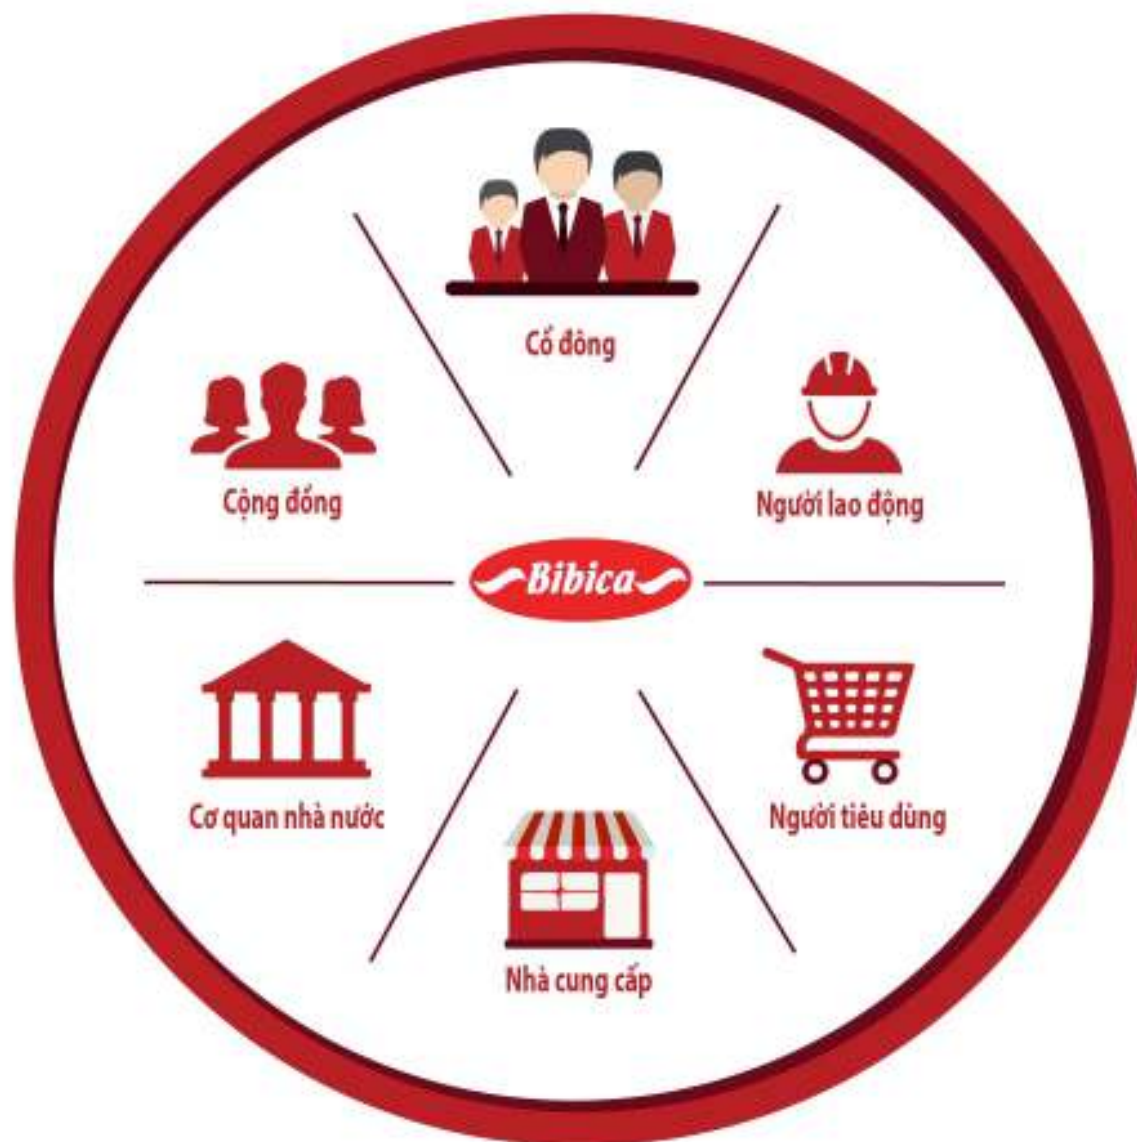 Cổ đông
Cộng đồng
Người lao động
Bibica
Cơ quan nhà nước
Người tiêu dùng
Nhà cung cấp